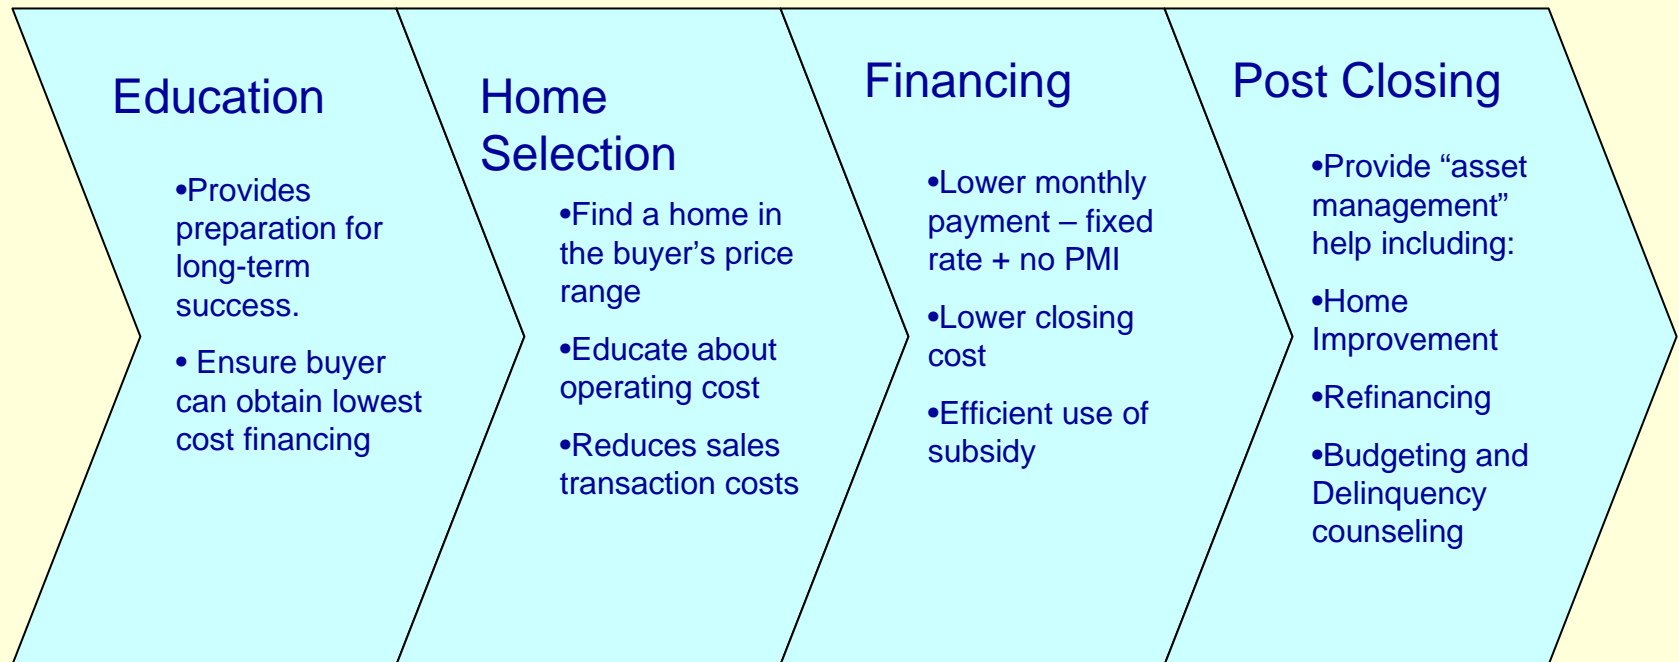 Education
•Provides
preparation for
long-term
success.
• Ensure buyer
can obtain lowest
cost financing
Home
Selection
•Find a home in
the buyer’s price
range
•Educate about
operating cost
•Reduces sales
transaction costs
Financing
•Lower monthly
payment – fixed
rate + no PMI
•Lower closing
cost
•Efficient use of
subsidy
Post Closing
•Provide “asset
management”
help including:
•Home
Improvement
•Refinancing
•Budgeting and
Delinquency
counseling